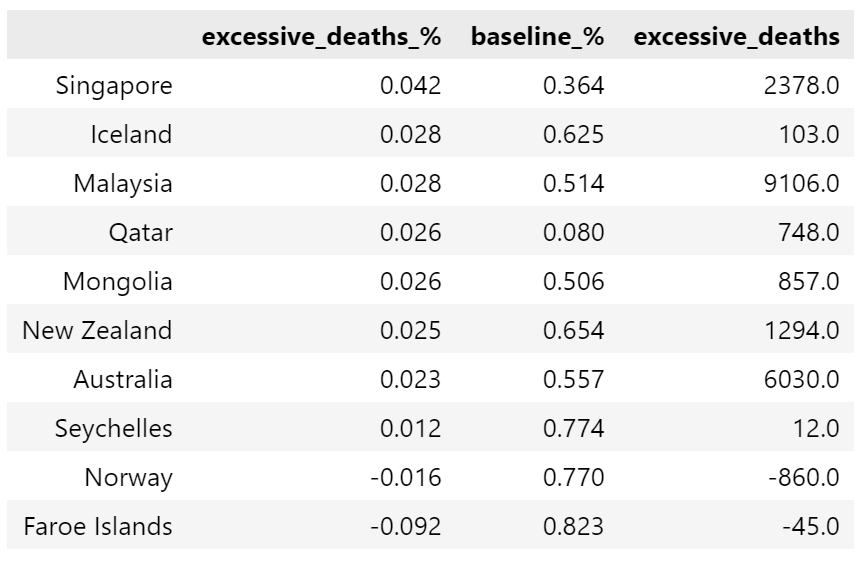 excessive_deaths_% baseline_% excessive_deaths
Singapore 0.042 0.364 2378.0
Iceland 0.028 0.625 103.0
Malaysia 0.028 0.514 9106.0
Qatar 0.026 0.080 748.0
Mongolia 0.026 0.506 857.0
New Zealand 0.025 0.654 1294.0
Australia 0.023 0.557 6030.0
Seychelles 0.012 0.774 12.0
Norway -0.016 0.770 -860.0
Faroe Islands -0.092 0.823 -45.0